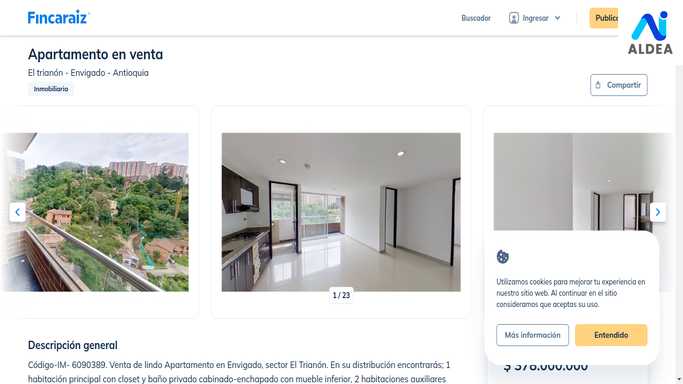 Fincaraíz
Buscador
Ingresar
Public
ALDEA
Apartamento en venta
El trianón - Envigado - Antioquia
Inmobiliario
Compartir
1 / 23
Utilizamos cookies para mejorar tu experiencia en
nuestro sitio web. Al continuar en el sitio
consideramos que aceptas su uso.
Más información
Entendido
Descripción general
$ 378.000.000
Código-IM- 6090389. Venta de lindo Apartamento en Envigado, sector El Trianón. En su distribución encontrarás; 1
habitación principal con closet y baño privado cabinado-enchapado con mueble inferior, 2 habitaciones auxiliares